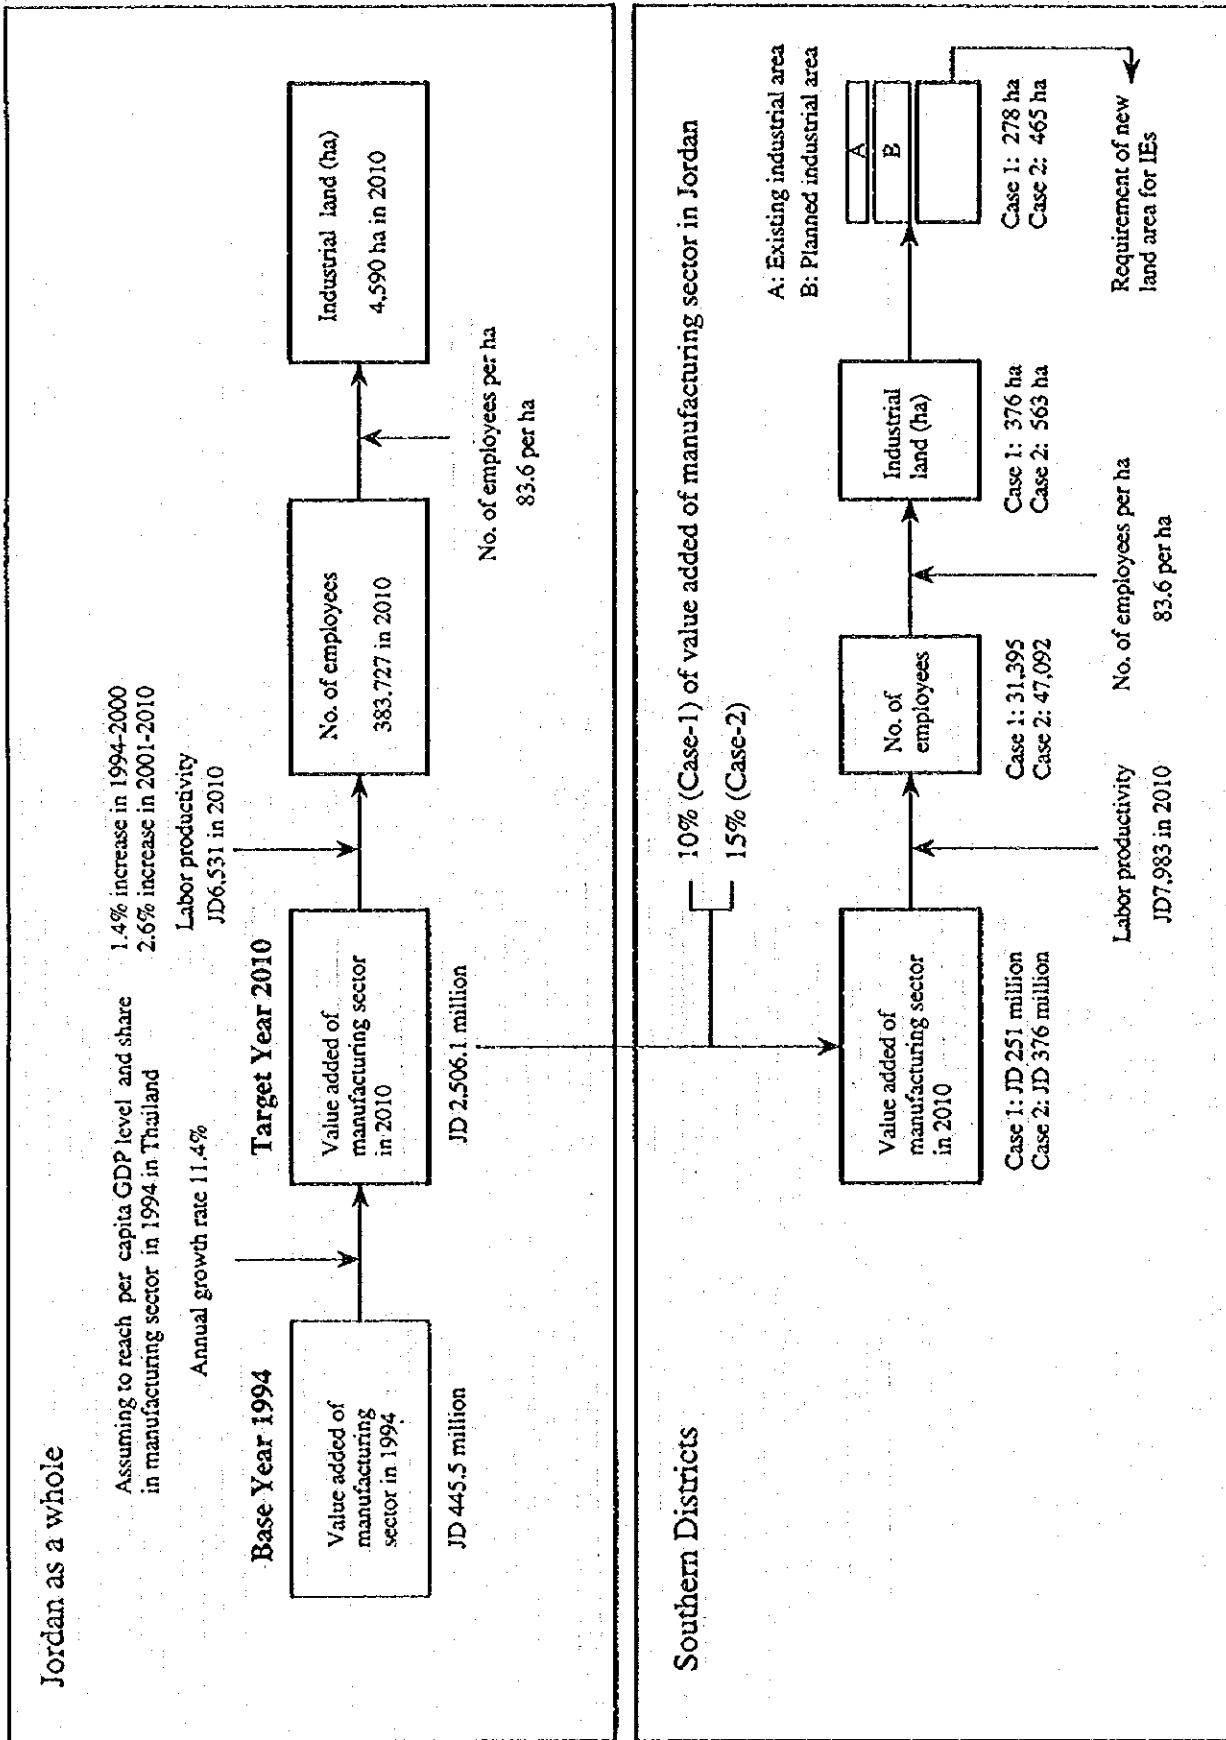 Jordan as a whole
Assuming to reach per capita GDP level and share
in manufacturing sector in 1994 in Thailand
Annual growth rate 11.4%
1.4% increase in 1994-2000
2.6% increase in 2001-2010
Labor productivity
JD6,531 in 2010
Base Year 1994
Target Year 2010
Value added of
manufacturing
sector in 1994
JD 445.5 million
Value added of
manufacturing sector
in 2010
JD 2,506.1 million
No. of employees
383,727 in 2010
No. of employees per ha
83.6 per ha
Industrial land (ha)
4,590 ha in 2010
Southern Districts
10% (Case-1) of value added of manufacturing sector in Jordan
15% (Case-2)
Value added of
manufacturing sector
in 2010
Case 1: JD 251 million
Case 2: JD 376 million
Labor productivity
JD7,983 in 2010
No. of
employees
Case 1: 31,395
Case 2: 47,092
No. of employees per ha
83.6 per ha
Industrial
land (ha)
Case 1: 376 ha
Case 2: 563 ha
A: Existing industrial area
B: Planned industrial area
A
B
Case 1: 278 ha
Case 2: 465 ha
Requirement of new
land area for IEs